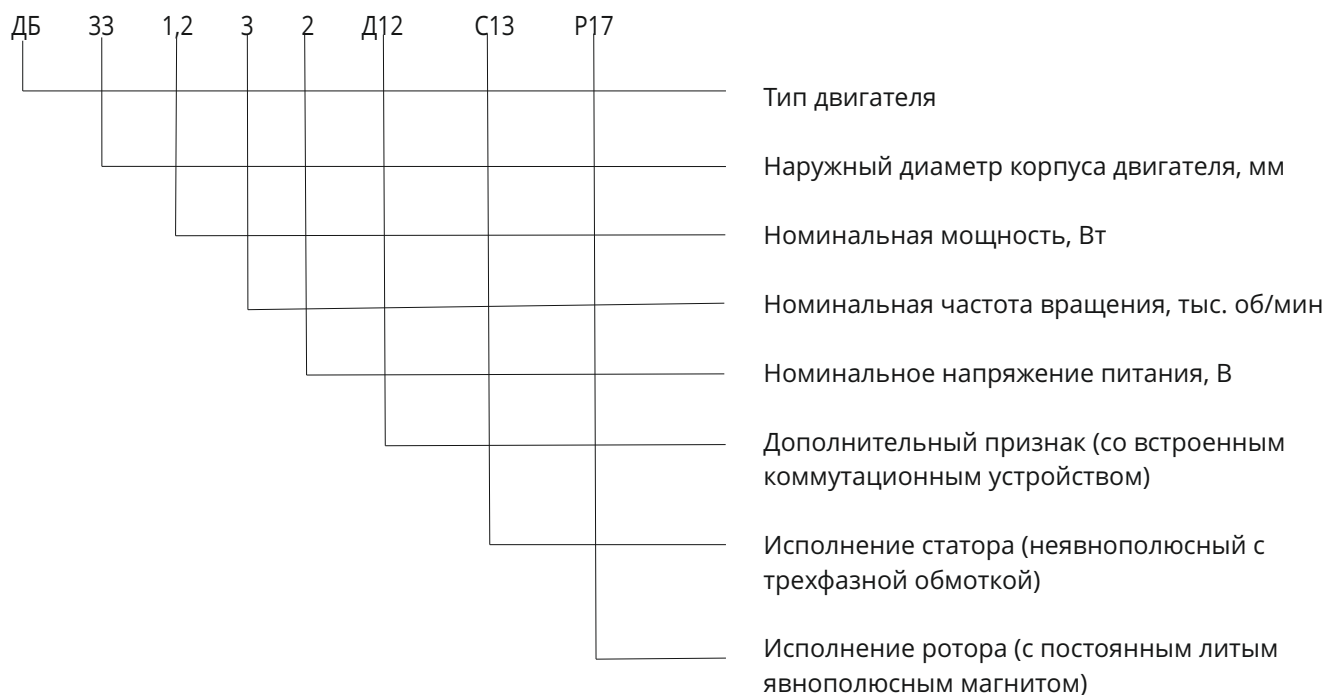 ДБ 33 1,2 3 2 Д12 С13 Р17
Тип двигателя
Наружный диаметр корпуса двигателя, мм
Номинальная мощность, Вт
Номинальная частота вращения, тыс. об/мин
Номинальное напряжение питания, В
Дополнительный признак (со встроенным
коммутационным устройством)
Исполнение статора (неявнополюсный с
трехфазной обмоткой)
Исполнение ротора (с постоянным литым
явнополюсным магнитом)